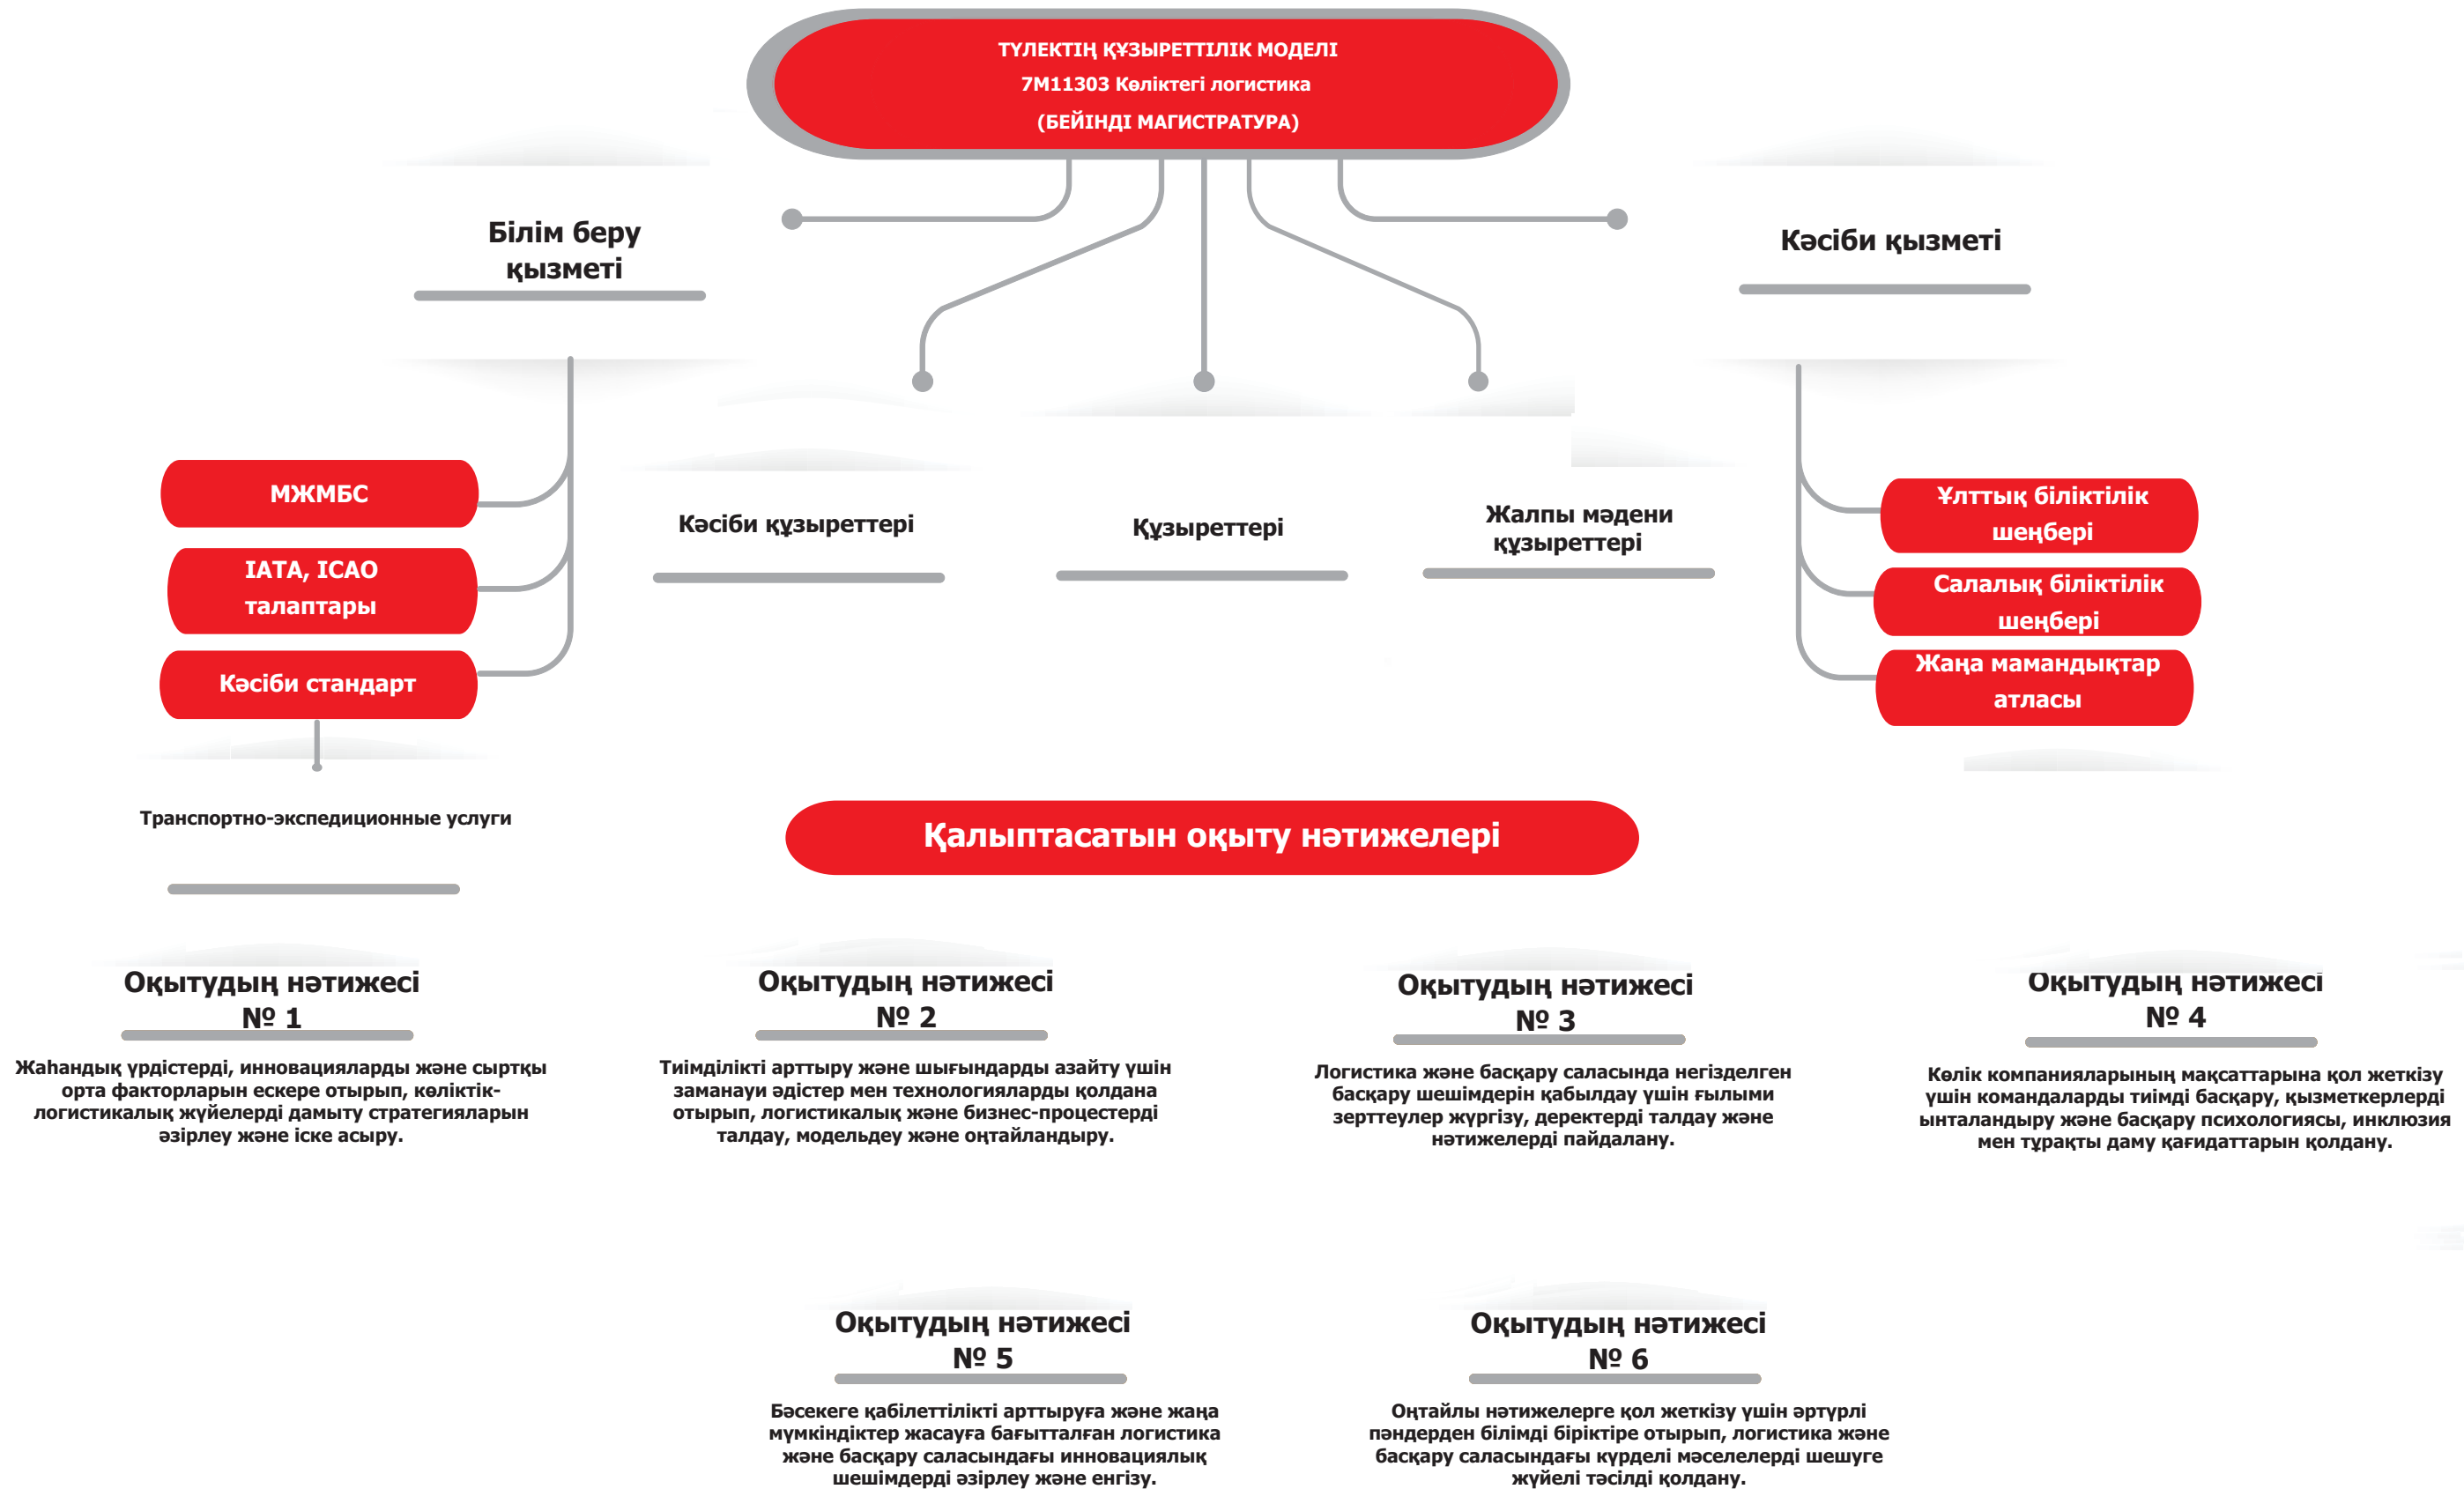 ТҮЛЕКТІҢ ҚҰЗЫРЕТТІЛІК МОДЕЛІ
7М11303 Көліктегі логистика
(БЕЙІНДІ МАГИСТРАТУРА)
Білім беру
қызметі
Кәсіби қызметі
МЖМБС
IATA, ICAO
талаптары
Кәсіби стандарт
Кәсіби құзыреттері
Құзыреттері
Жалпы мәдени
құзыреттері
Ұлттық біліктілік
шеңбері
Салалық біліктілік
шеңбері
Жаңа мамандықтар
атласы
Транспортно-экспедиционные услуги
Қалыптасатын оқыту нәтижелері
Оқытудың нәтижесі
№ 1
Жаһандық үрдістерді, инновацияларды және сыртқы
орта факторларын ескере отырып, көліктік-
логистикалық жүйелерді дамыту стратегияларын
әзірлеу және іске асыру.
Оқытудың нәтижесі
№ 2
Тиімділікті арттыру және шығындарды азайту үшін
заманауи әдістер мен технологияларды қолдана
отырып, логистикалық және бизнес-процестерді
талдау, модельдеу және оңтайландыру.
Оқытудың нәтижесі
№ 3
Логистика және басқару саласында негізделген
басқару шешімдерін қабылдау үшін ғылыми
зерттеулер жүргізу, деректерді талдау және
нәтижелерді пайдалану.
Оқытудың нәтижесі
№ 4
Көлік компанияларының мақсаттарына қол жеткізу
үшін командаларды тиімді басқару, қызметкерлерді
ынталандыру және басқару психологиясы, инклюзия
мен тұрақты даму қағидаттарын қолдану.
Оқытудың нәтижесі
№ 5
Бәсекеге қабілеттілікті арттыруға және жаңа
мүмкіндіктер жасауға бағытталған логистика
және басқару саласындағы инновациялық
шешімдерді әзірлеу және енгізу.
Оқытудың нәтижесі
№ 6
Оңтайлы нәтижелерге қол жеткізу үшін әртүрлі
пәндерден білімді біріктіре отырып, логистика және
басқару саласындағы күрделі мәселелерді шешуге
жүйелі тәсілді қолдану.